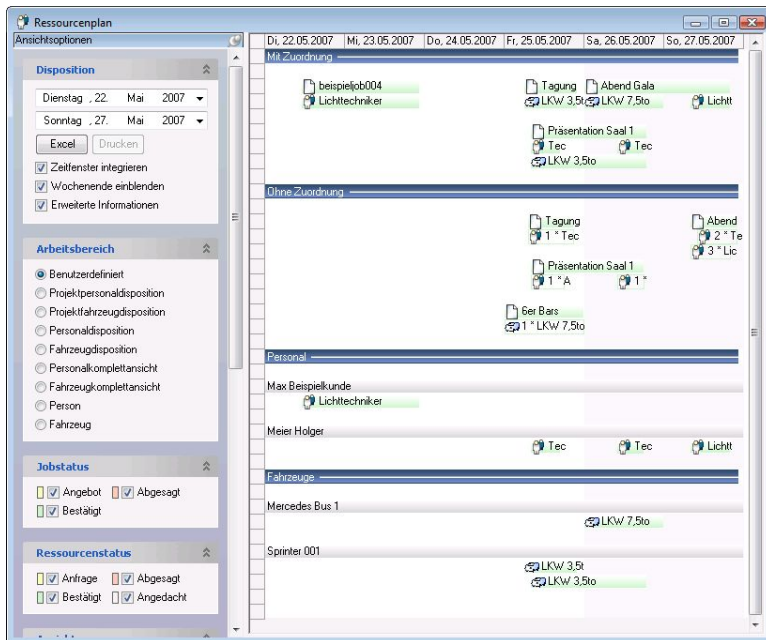 Ressourcenplan
Ansichtsoptionen
Disposition
Dienstag , 22. Mai 2007
Sonntag , 27. Mai 2007
Excel Drucken
Zeitfenster integrieren
Wochenende einblenden
Erweiterte Informationen
Arbeitsbereich
Benutzerdefiniert
Projektpersonaldisposition
Projektfahrzeugdisposition
Personaldisposition
Fahrzeugdisposition
Personalkomplettansicht
Fahrzeugkomplettansicht
Person
Fahrzeug
Jobstatus
Angebot Abgesagt
Bestätigt
Ressourcenstatus
Anfrage Abgesagt
Bestätigt Angedacht
Di, 22.05.2007 Mi, 23.05.2007 Do, 24.05.2007 Fr, 25.05.2007 Sa, 26.05.2007 So, 27.05.2007
Mit Zuordnung
beispieljob004 Tagung Abend Gala
Lichttechniker LKW 3,5t LKW 7,5to Lichtt
Präsentation Saal 1
Tec Tec
LKW 3,5to
Ohne Zuordnung
Tagung Abend
1 * Tec 2 * Te
3 * Lic
Präsentation Saal 1
1 * A 1 *
6er Bars
1 * LKW 7,5to
Personal
Max Beispielkunde
Lichttechniker
Meier Holger
Tec Tec Lichtt
Fahrzeuge
Mercedes Bus 1
LKW 7,5to
Sprinter 001
LKW 3,5t
LKW 3,5to